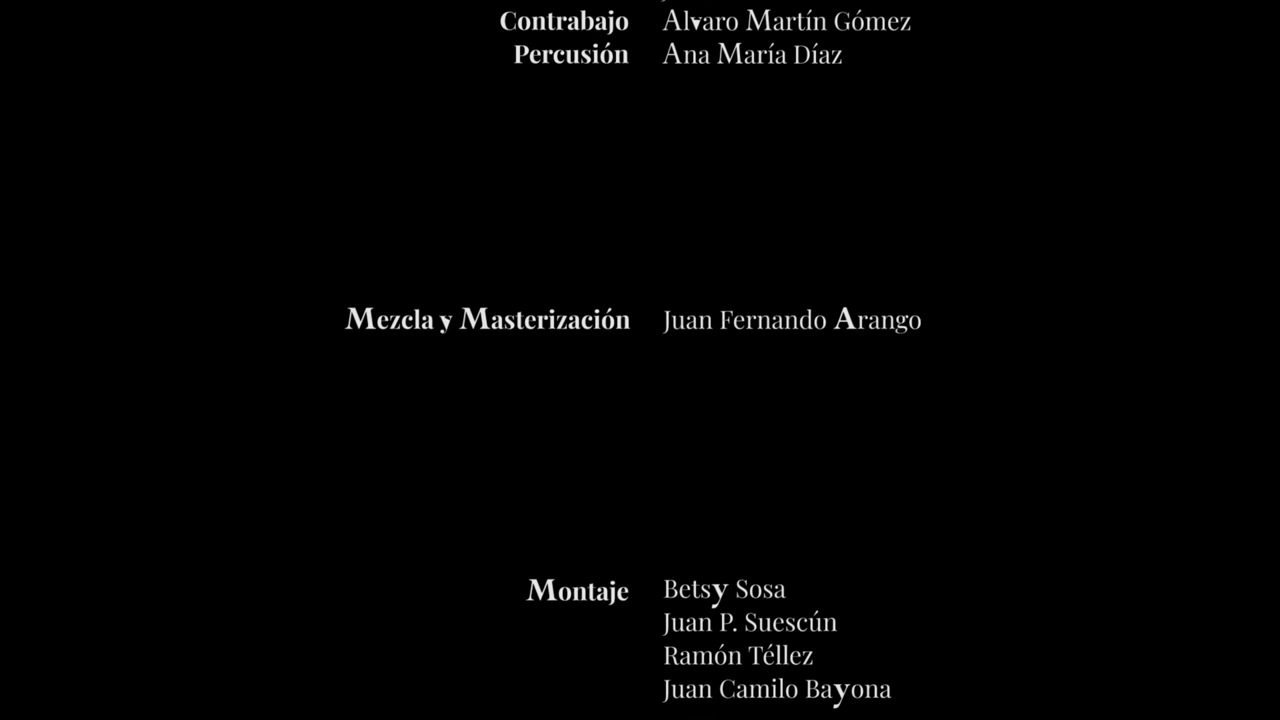 Contrabajo Alvaro Martín Gómez
Percusión Ana María Díaz
Mezcla y Masterización Juan Fernando Arango
Montaje Betsy Sosa
Juan P. Suescún
Ramón Téllez
Juan Camilo Bayona